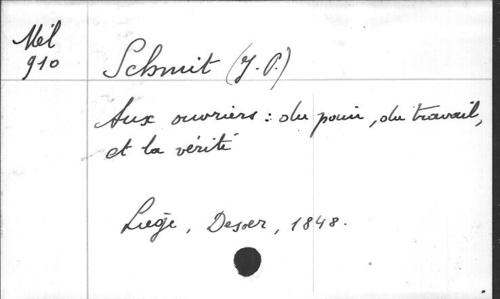 Mél
910
Schmit (J. P.)
Aux ouvriers : du pain, du travail,
et la vérité
Liège, Desoer, 1848.